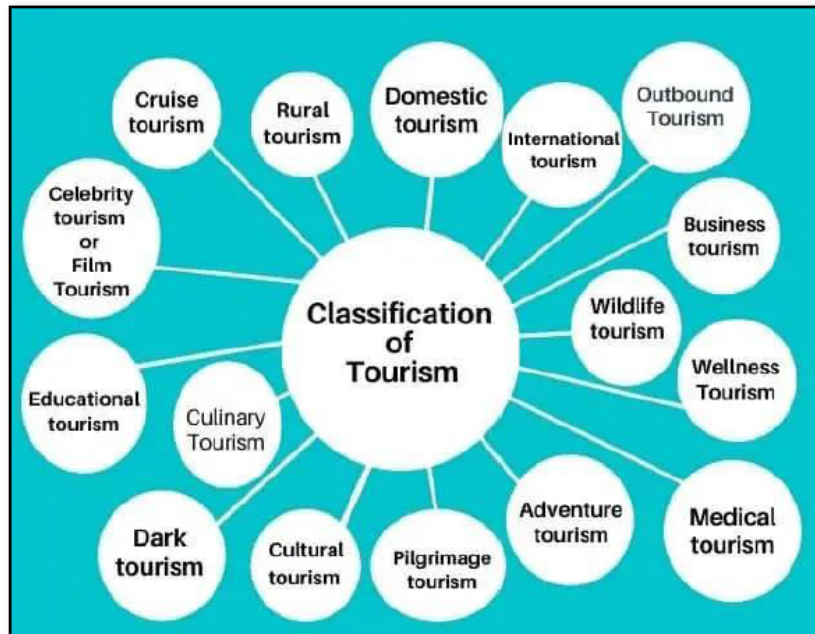 Cruise
tourism
Rural
tourism
Domestic
tourism
International
tourism
Outbound
Tourism
Celebrity
tourism
or
Film
Tourism
Business
tourism
Classification
of
Tourism
Wildlife
tourism
Wellness
Tourism
Educational
tourism
Culinary
Tourism
Dark
tourism
Cultural
tourism
Pilgrimage
tourism
Adventure
tourism
Medical
tourism